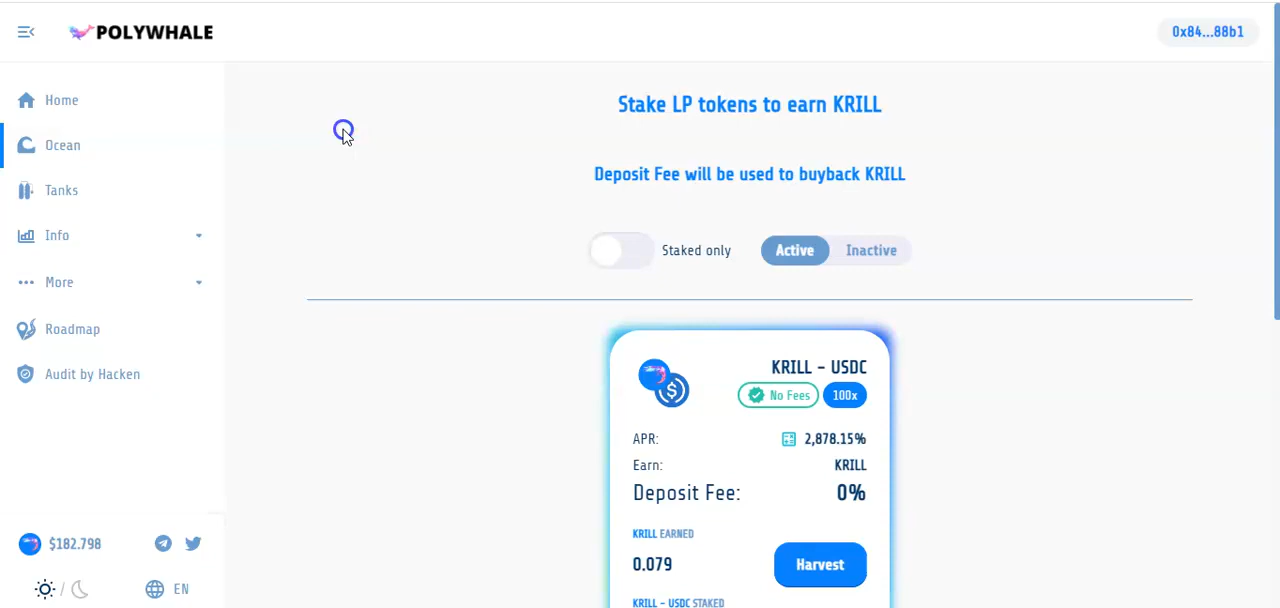 POLYWHALE
0x84...88b1
Home
Ocean
Tanks
Info
More
Roadmap
Audit by Hacken
$182.798
EN
Stake LP tokens to earn KRILL
Deposit Fee will be used to buyback KRILL
Staked only
Active
Inactive
KRILL - USDC
No Fees
100x
APR: 2,878.15%
Earn: KRILL
Deposit Fee: 0%
KRILL EARNED
0.079
Harvest
KRILL - USDC STAKED